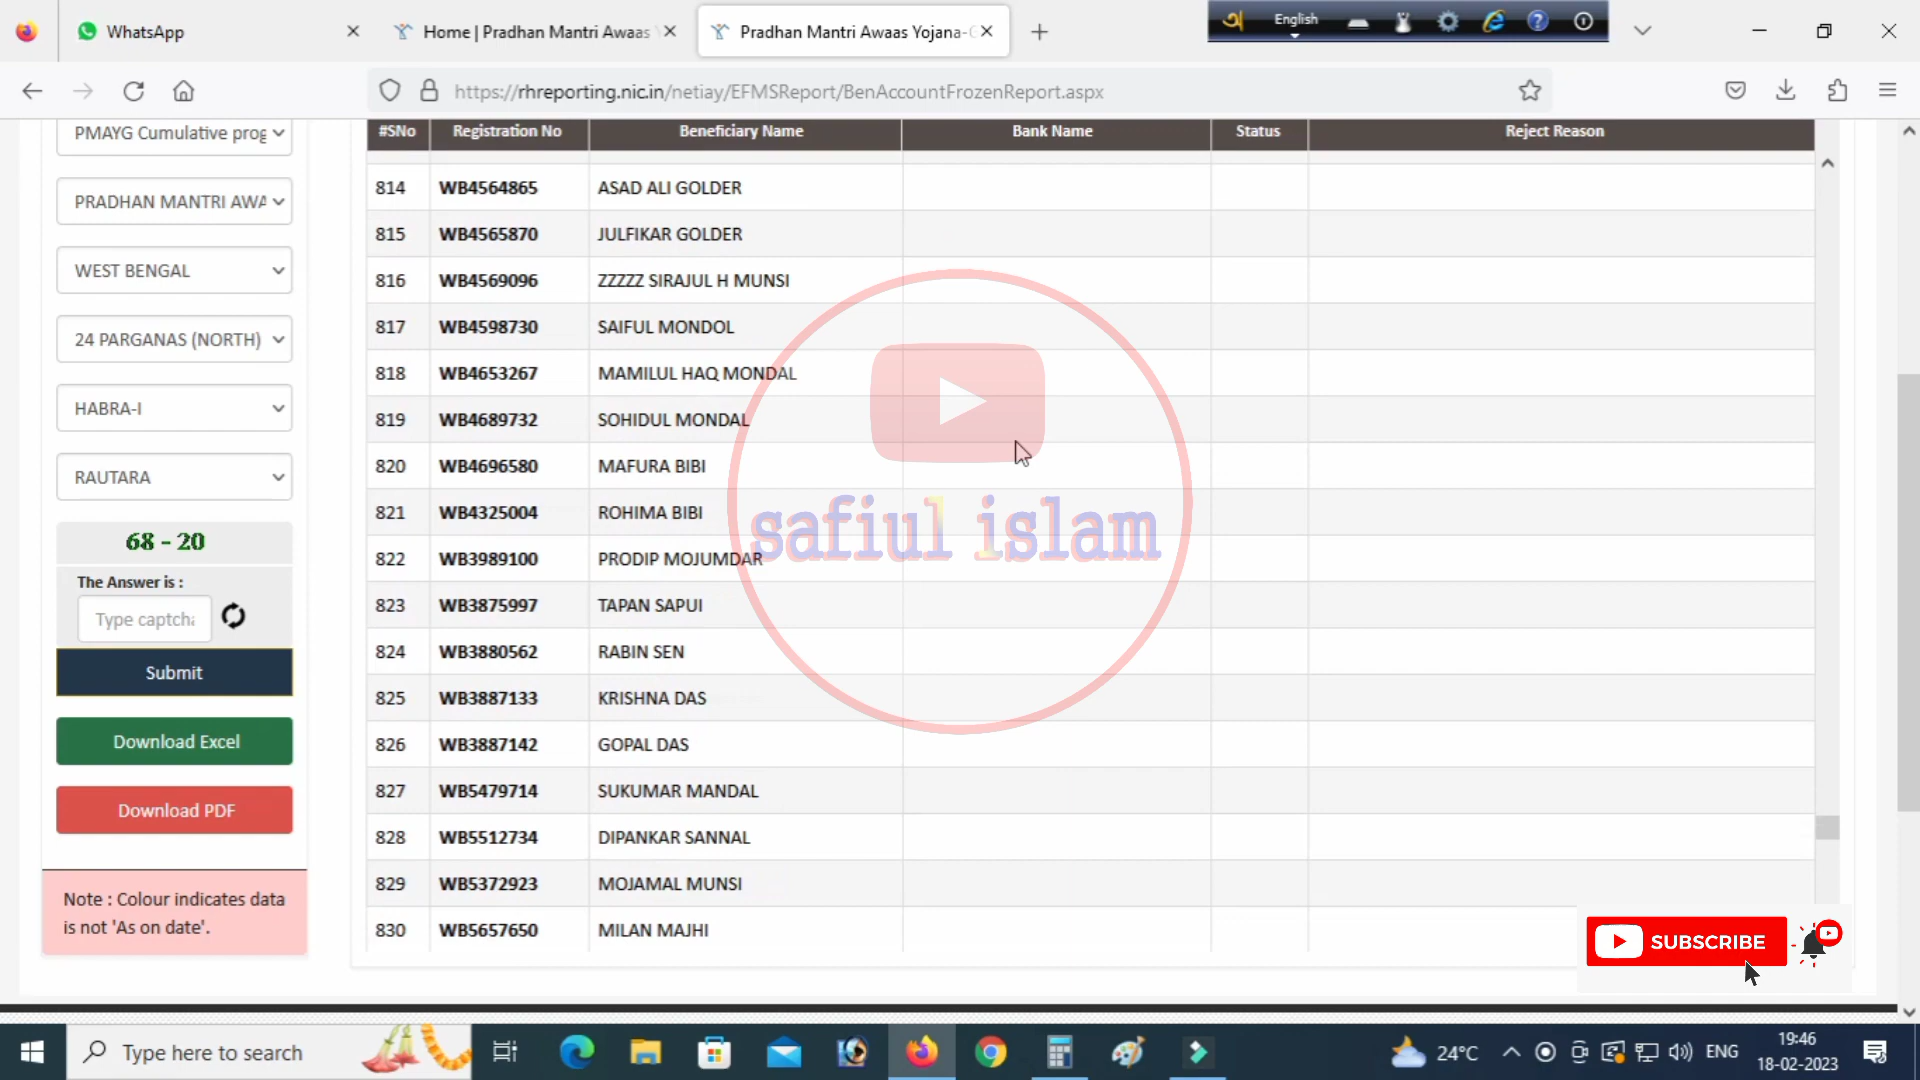 WhatsApp
Home | Pradhan Mantri Awaas
Pradhan Mantri Awaas Yojana-
অ English
https://rhreporting.nic.in/netiay/EFMSReport/BenAccountFrozenReport.aspx
PMAYG Cumulative prog
PRADHAN MANTRI AWA
WEST BENGAL
24 PARGANAS (NORTH)
HABRA-I
RAUTARA
68 - 20
The Answer is :
Type captcha
Submit
Download Excel
Download PDF
Note : Colour indicates data
is not 'As on date'.
#SNo Registration No Beneficiary Name Bank Name Status Reject Reason
814 WB4564865 ASAD ALI GOLDER
815 WB4565870 JULFIKAR GOLDER
816 WB4569096 ZZZZZ SIRAJUL H MUNSI
817 WB4598730 SAIFUL MONDOL
818 WB4653267 MAMILUL HAQ MONDAL
819 WB4689732 SOHIDUL MONDAL
820 WB4696580 MAFURA BIBI
821 WB4325004 ROHIMA BIBI
822 WB3989100 PRODIP MOJUMDAR
823 WB3875997 TAPAN SAPUI
824 WB3880562 RABIN SEN
825 WB3887133 KRISHNA DAS
826 WB3887142 GOPAL DAS
827 WB5479714 SUKUMAR MANDAL
828 WB5512734 DIPANKAR SANNAL
829 WB5372923 MOJAMAL MUNSI
830 WB5657650 MILAN MAJHI
safiul islam
SUBSCRIBE
Type here to search
24°C
ENG
19:46
18-02-2023